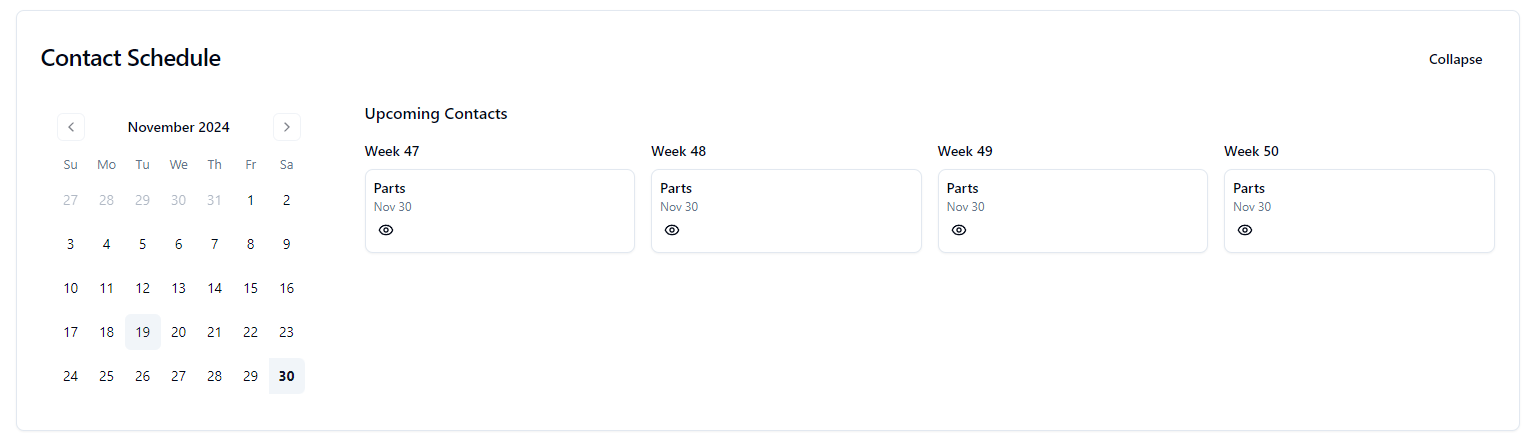 Contact Schedule
Collapse
November 2024
Su Mo Tu We Th Fr Sa
27 28 29 30 31 1 2
3 4 5 6 7 8 9
10 11 12 13 14 15 16
17 18 19 20 21 22 23
24 25 26 27 28 29 30
Upcoming Contacts
Week 47
Parts
Nov 30
Week 48
Parts
Nov 30
Week 49
Parts
Nov 30
Week 50
Parts
Nov 30